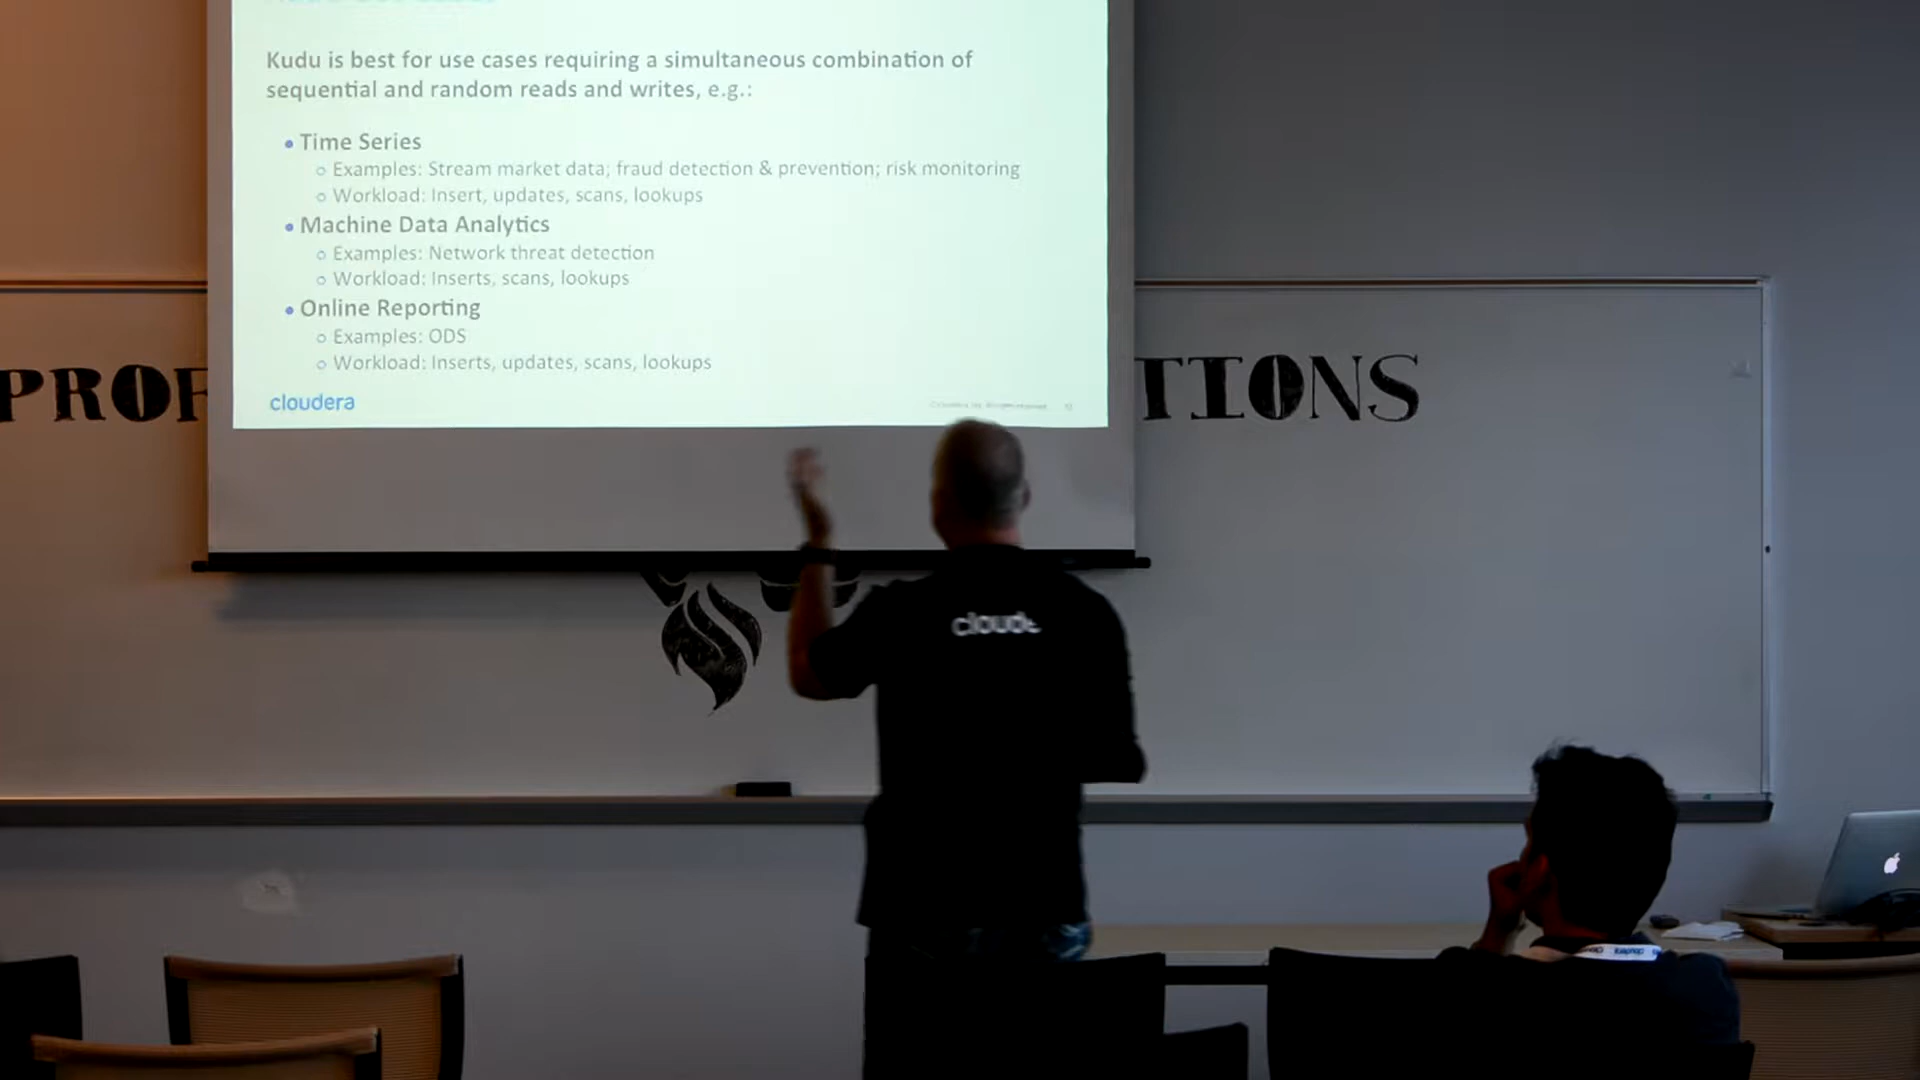 Kudu is best for use cases requiring a simultaneous combination of
sequential and random reads and writes, e.g.:
• Time Series
○ Examples: Stream market data; fraud detection & prevention; risk monitoring
○ Workload: Insert, updates, scans, lookups
• Machine Data Analytics
○ Examples: Network threat detection
○ Workload: Inserts, scans, lookups
• Online Reporting
○ Examples: ODS
○ Workload: Inserts, updates, scans, lookups
cloudera
PROF
TIONS
cloude